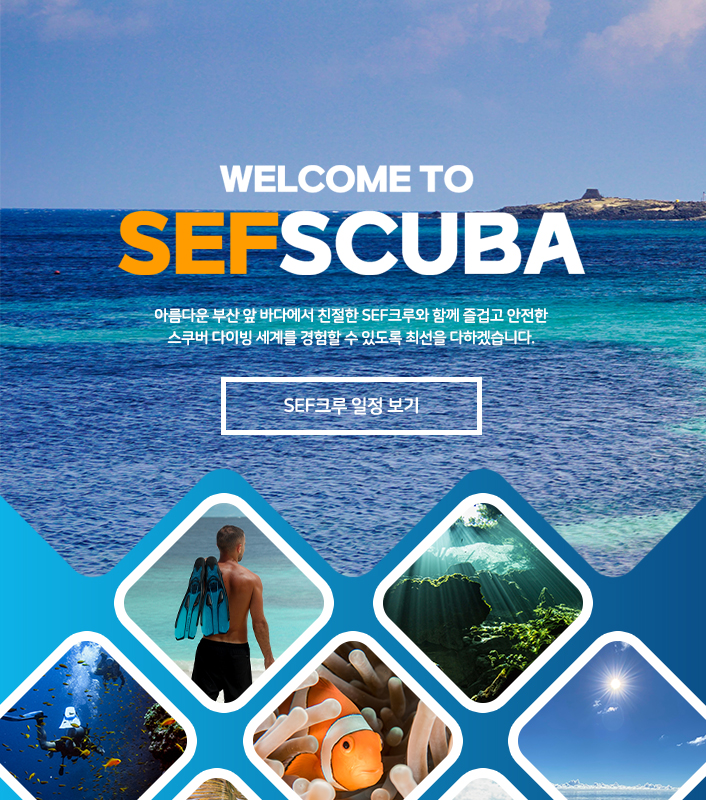 WELCOME TO
SEFSCUBA
아름다운 부산 앞 바다에서 친절한 SEF크루와 함께 즐겁고 안전한
스쿠버 다이빙 세계를 경험할 수 있도록 최선을 다하겠습니다.
SEF크루 일정 보기